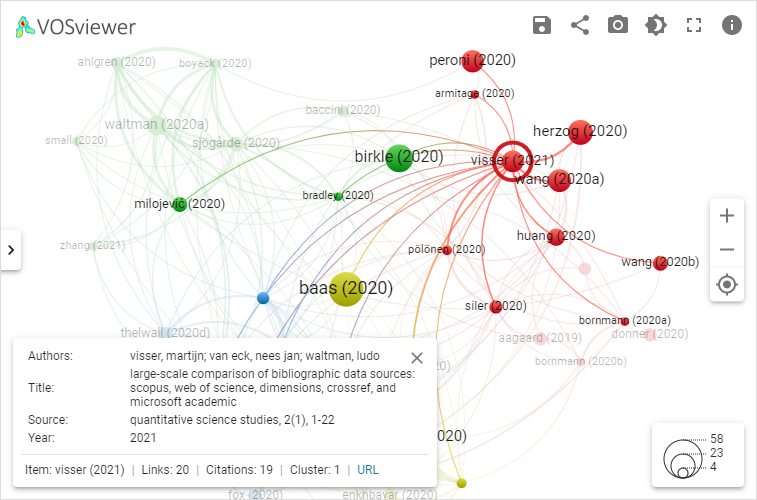 VOSviewer
peroni (2020)
ahlgren (2020)
boyack (2020)
armitage (2020)
baccini (2020)
waltman (2020a)
herzog (2020)
small (2020)
sjögårde (2020)
birkle (2020)
visser (2021)
wang (2020a)
bradley (2020)
milojević (2020)
huang (2020)
zhang (2021)
pölönen (2020)
wang (2020b)
baas (2020)
siler (2020)
bornmann (2020a)
thelwall (2020d)
aagaard (2019)
donner (2020)
bornmann (2020b)
Authors: visser, martijn; van eck, nees jan; waltman, ludo
Title: large-scale comparison of bibliographic data sources:
scopus, web of science, dimensions, crossref, and
microsoft academic
Source: quantitative science studies, 2(1), 1-22
Year: 2021
Item: visser (2021) | Links: 20 | Citations: 19 | Cluster: 1 | URL
58
23
4
fox (2020)
enkhbayar (2020)